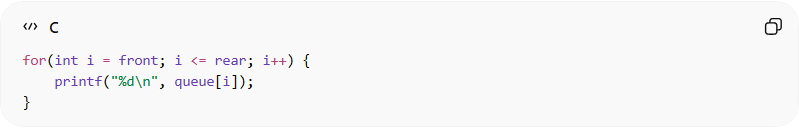 C
for(int i = front; i <= rear; i++) {
    printf("%d\n", queue[i]);
}